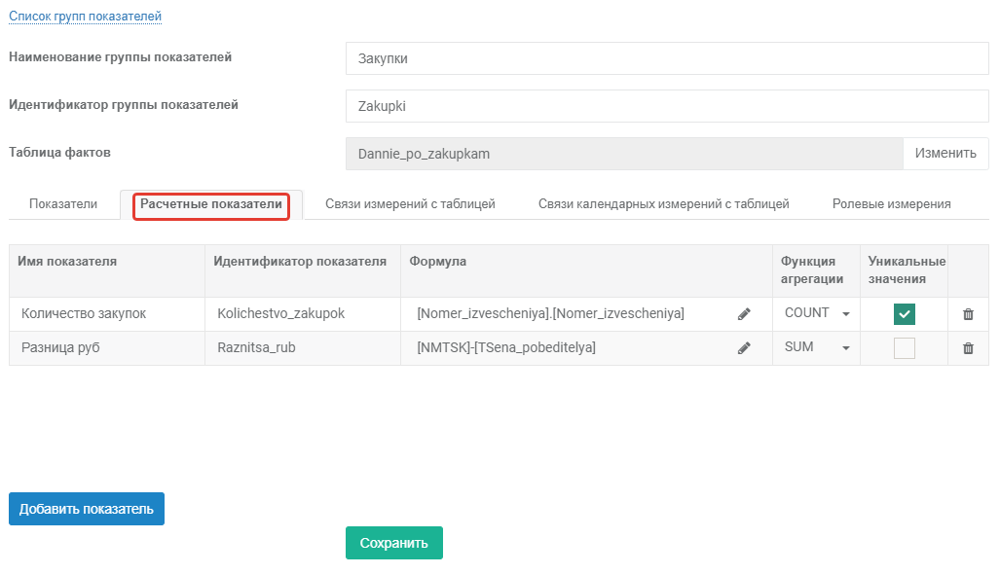 Список групп показателей
Наименование группы показателей
Закупки
Идентификатор группы показателей
Zakupki
Таблица фактов
Dannie_po_zakupkam
Изменить
Показатели
Расчетные показатели
Связи измерений с таблицей
Связи календарных измерений с таблицей
Ролевые измерения
Имя показателя
Идентификатор показателя
Формула
Функция
агрегации
Уникальные
значения
Количество закупок
Kolichestvo_zakupok
[Nomer_izvescheniya].[Nomer_izvescheniya]
COUNT
Разница руб
Raznitsa_rub
[NMTSK]-[TSena_pobeditelya]
SUM
Добавить показатель
Сохранить